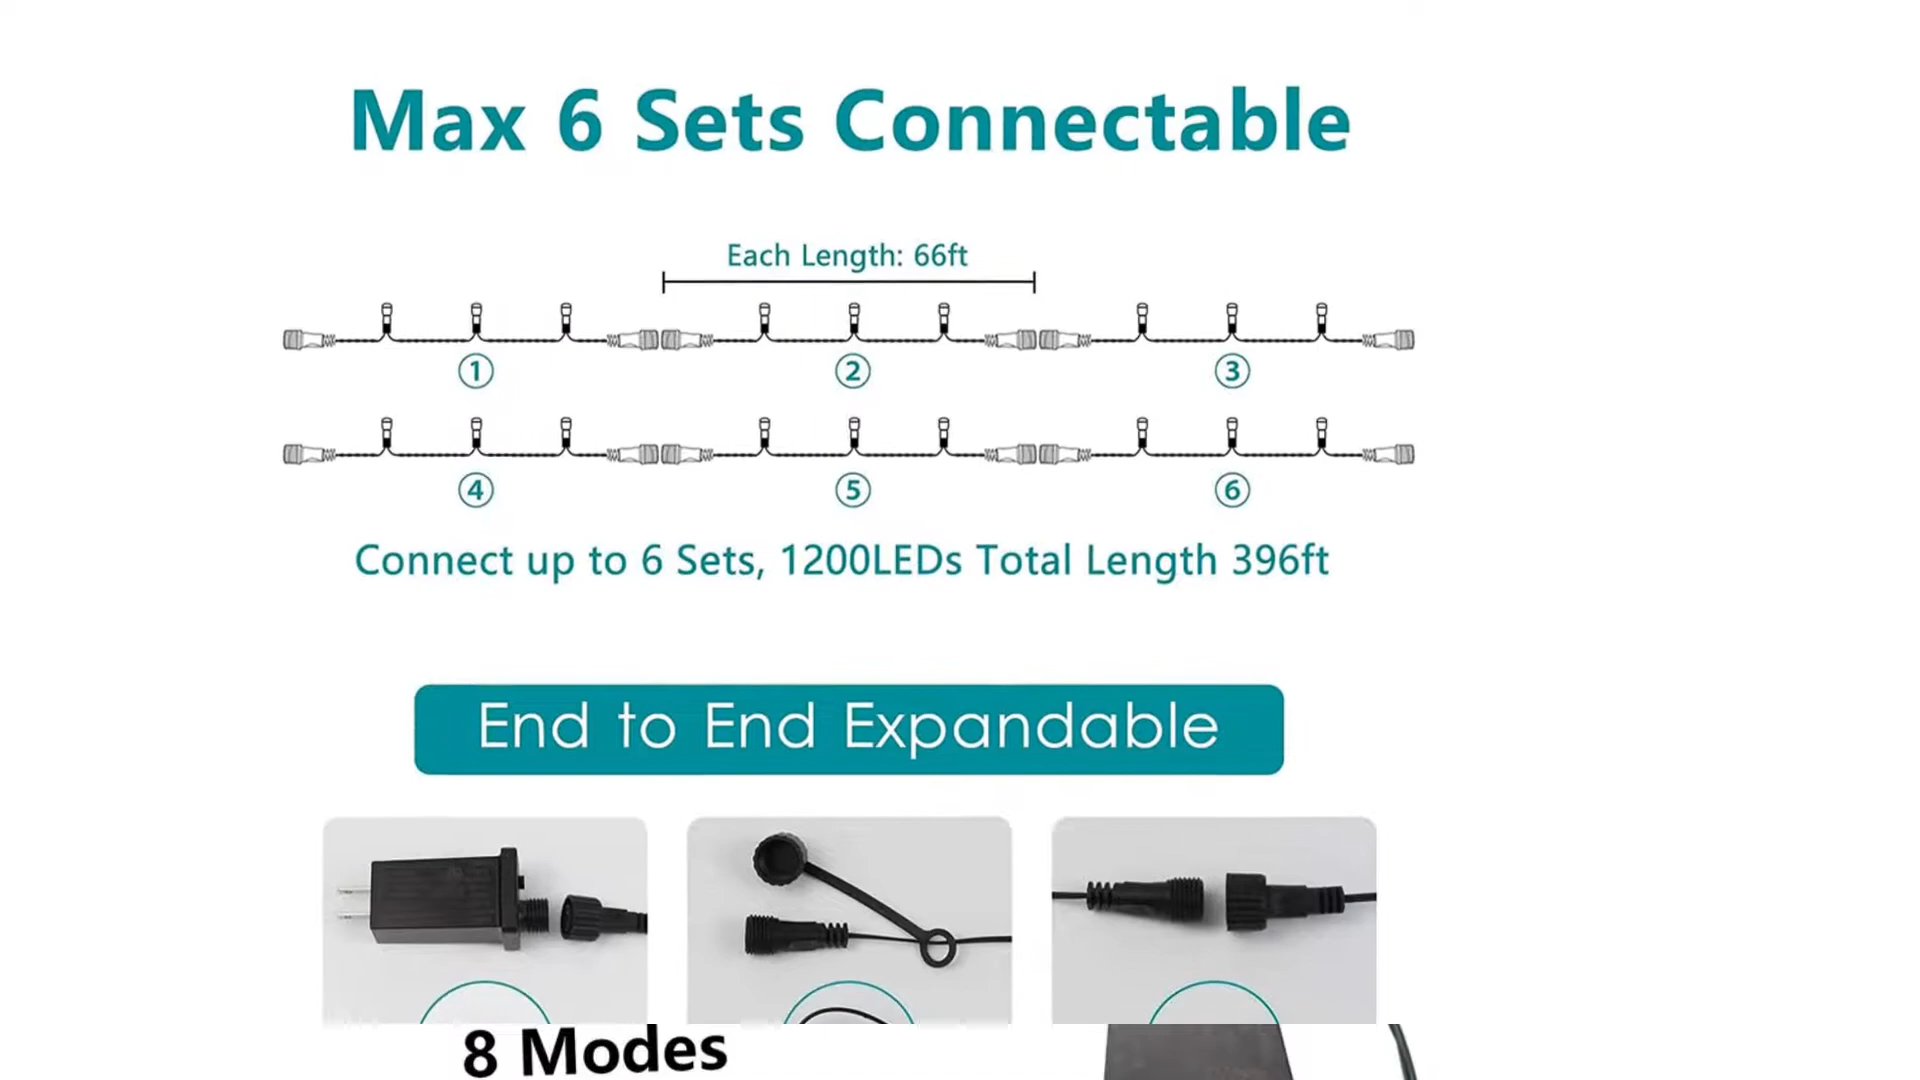 Max 6 Sets Connectable
Each Length: 66ft
① ② ③
④ ⑤ ⑥
Connect up to 6 Sets, 1200LEDs Total Length 396ft
End to End Expandable
8 Modes